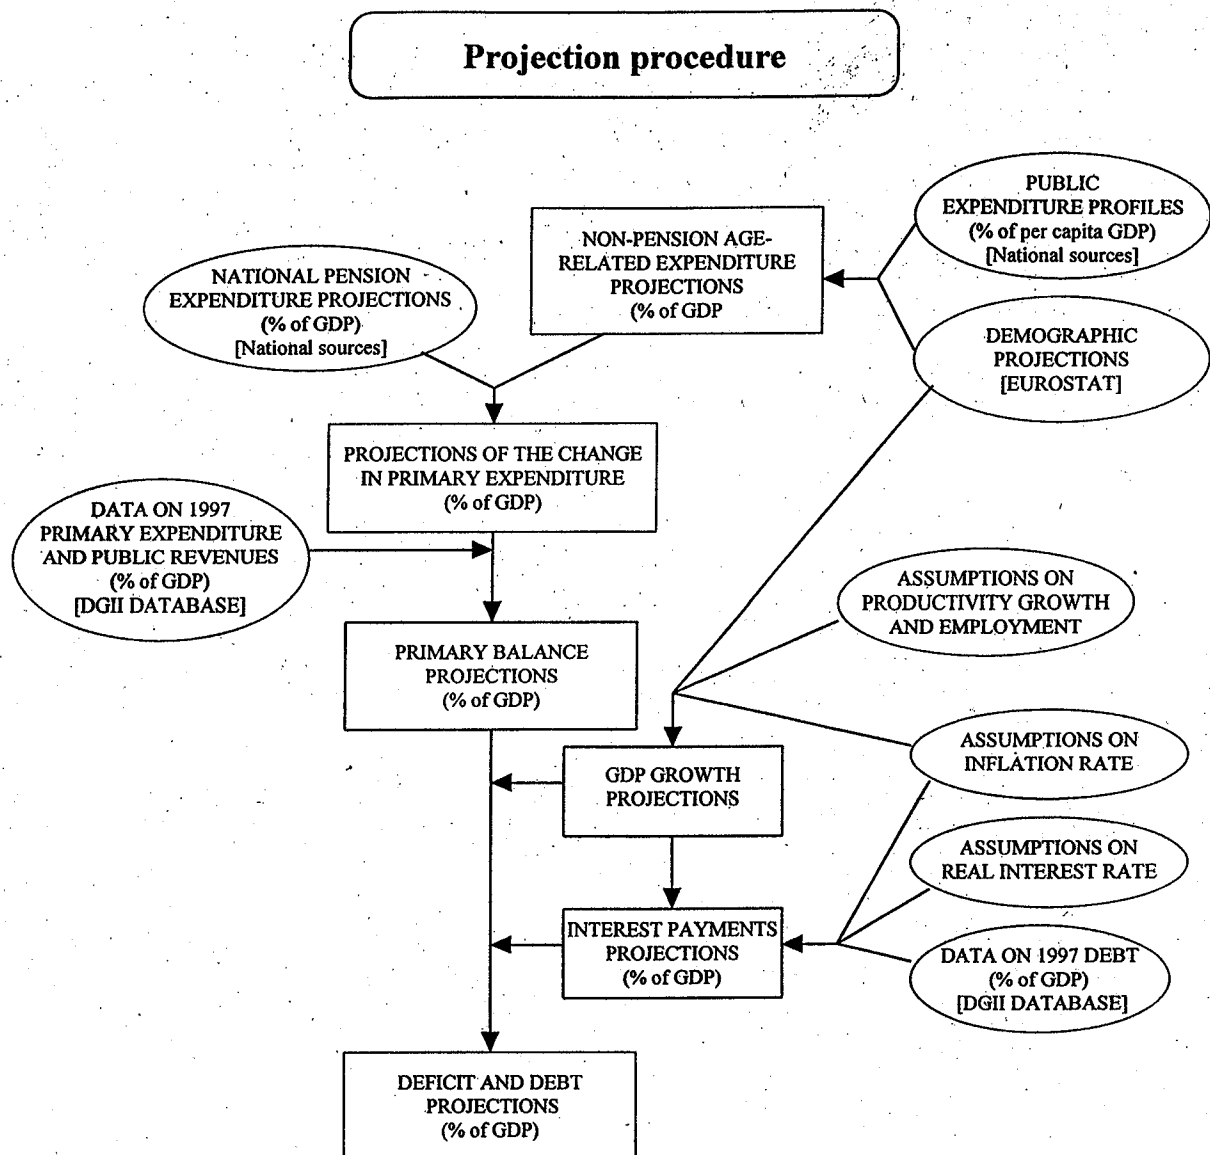 Projection procedure
PUBLIC
EXPENDITURE PROFILES
(% of per capita GDP)
[National sources]
NON-PENSION AGE-
RELATED EXPENDITURE
PROJECTIONS
(% of GDP
NATIONAL PENSION
EXPENDITURE PROJECTIONS
(% of GDP)
[National sources]
DEMOGRAPHIC
PROJECTIONS
[EUROSTAT]
PROJECTIONS OF THE CHANGE
IN PRIMARY EXPENDITURE
(% of GDP)
DATA ON 1997
PRIMARY EXPENDITURE
AND PUBLIC REVENUES
(% of GDP)
[DGII DATABASE]
ASSUMPTIONS ON
PRODUCTIVITY GROWTH
AND EMPLOYMENT
PRIMARY BALANCE
PROJECTIONS
(% of GDP)
ASSUMPTIONS ON
INFLATION RATE
GDP GROWTH
PROJECTIONS
ASSUMPTIONS ON
REAL INTEREST RATE
INTEREST PAYMENTS
PROJECTIONS
(% of GDP)
DATA ON 1997 DEBT
(% of GDP)
[DGII DATABASE]
DEFICIT AND DEBT
PROJECTIONS
(% of GDP)